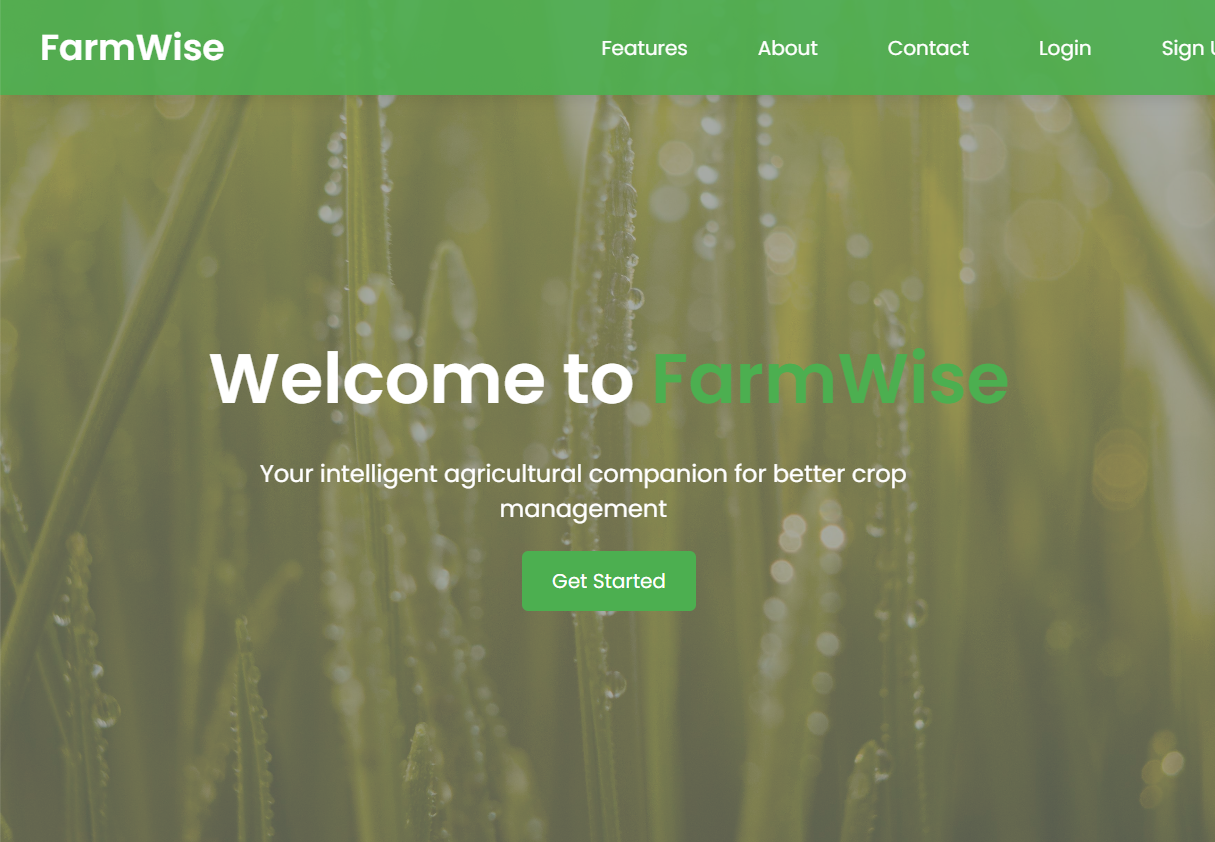 FarmWise Features About Contact Login Sign
Welcome to FarmWise
Your intelligent agricultural companion for better crop
management
Get Started